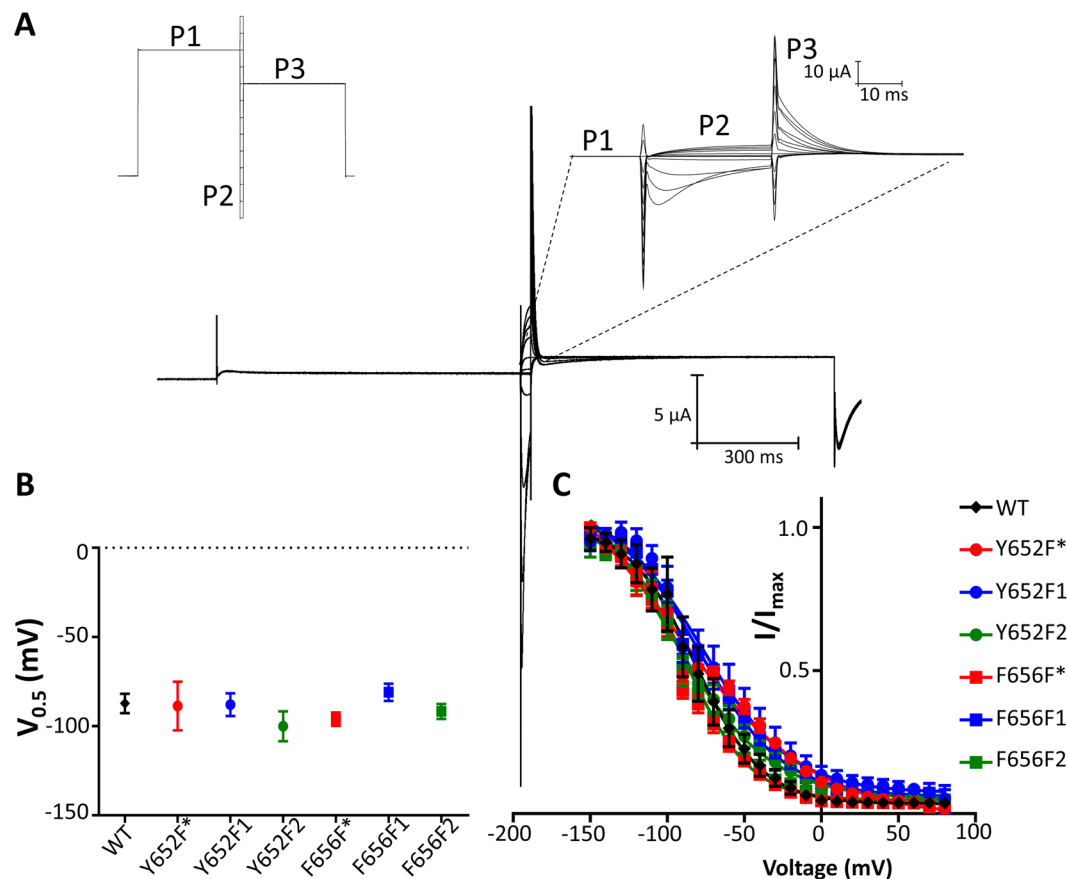 A
P1
P3
P2
P3
10 µA
10 ms
P1
P2
5 µA
300 ms
B
0
-50
-100
-150
V0.5 (mV)
WT
Y652F*
Y652F1
Y652F2
F656F*
F656F1
F656F2
C
1.0
0.5
I/Imax
-200
-150
-100
-50
0
50
100
Voltage (mV)
WT
Y652F*
Y652F1
Y652F2
F656F*
F656F1
F656F2